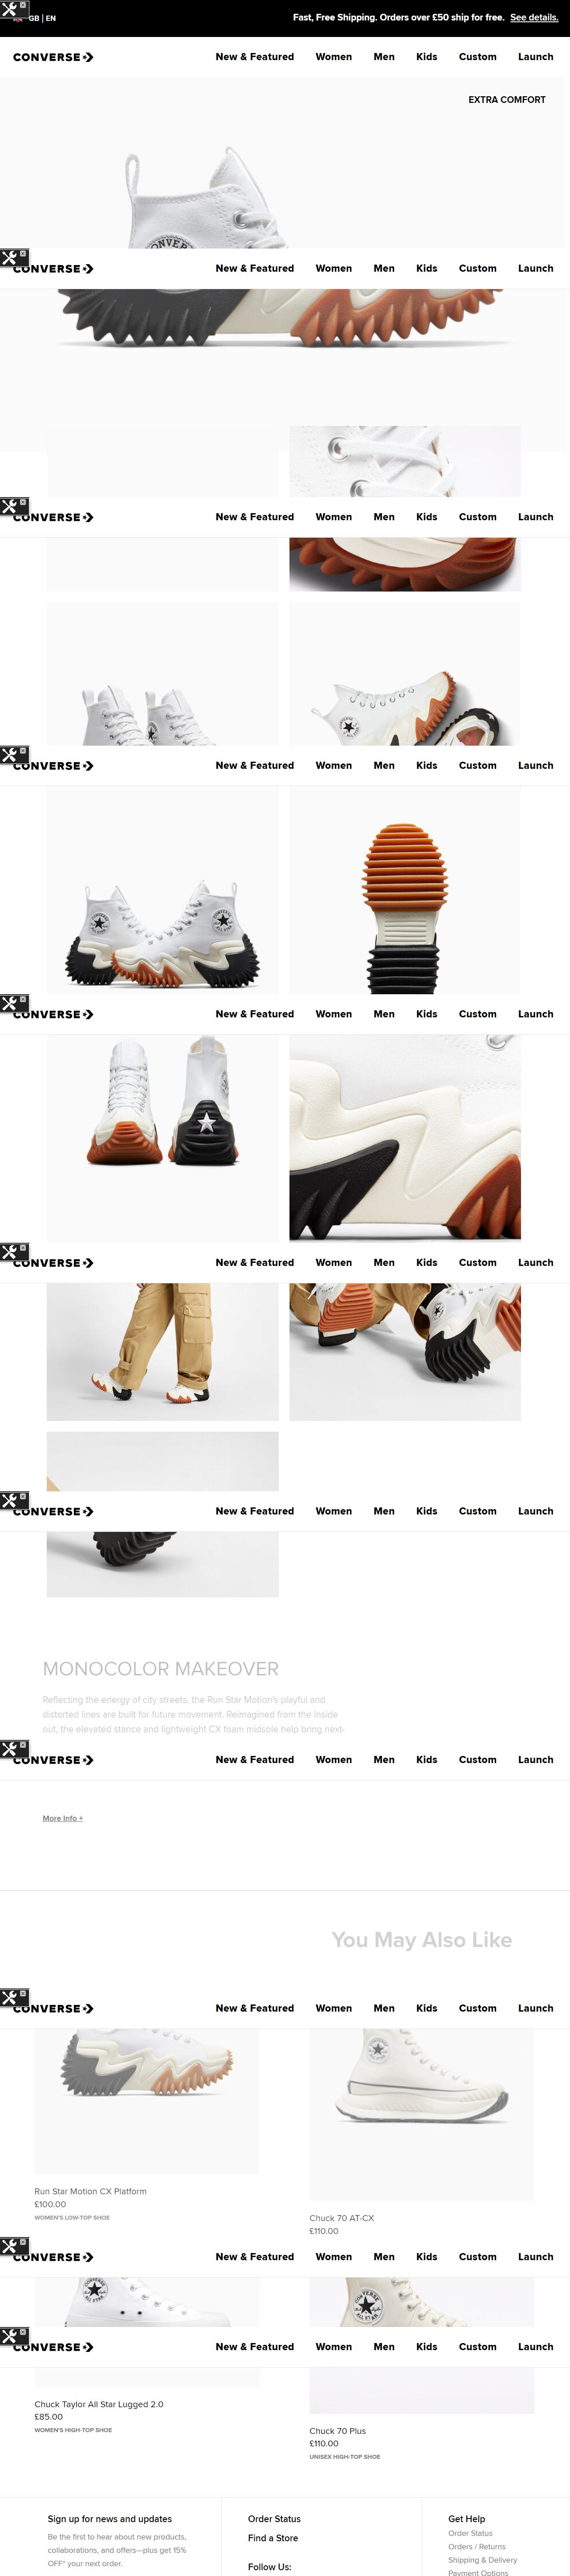 GB | EN
Fast, Free Shipping. Orders over £50 ship for free. See details.
CONVERSE
New & Featured Women Men Kids Custom Launch
EXTRA COMFORT
CONVERSE
CONVERSE
New & Featured Women Men Kids Custom Launch
CONVERSE
New & Featured Women Men Kids Custom Launch
CONVERSE
New & Featured Women Men Kids Custom Launch
CONVERSE
New & Featured Women Men Kids Custom Launch
CONVERSE
New & Featured Women Men Kids Custom Launch
CONVERSE
New & Featured Women Men Kids Custom Launch
MONOCOLOR MAKEOVER
Reflecting the energy of city streets, the Run Star Motion's playful and
distorted lines are built for future movement. Reimagined from the inside
out, the elevated stance and lightweight CX foam midsole help bring next-
CONVERSE
New & Featured Women Men Kids Custom Launch
More Info +
You May Also Like
CONVERSE
New & Featured Women Men Kids Custom Launch
Run Star Motion CX Platform
£100.00
WOMEN'S LOW-TOP SHOE
Chuck 70 AT-CX
£110.00
CONVERSE
New & Featured Women Men Kids Custom Launch
CONVERSE
New & Featured Women Men Kids Custom Launch
Chuck Taylor All Star Lugged 2.0
£85.00
WOMEN'S HIGH-TOP SHOE
Chuck 70 Plus
£110.00
UNISEX HIGH-TOP SHOE
Sign up for news and updates
Be the first to hear about new products,
collaborations, and offers—plus get 15%
OFF* your next order.
Order Status
Find a Store
Follow Us:
Get Help
Order Status
Orders / Returns
Shipping & Delivery
Payment Options